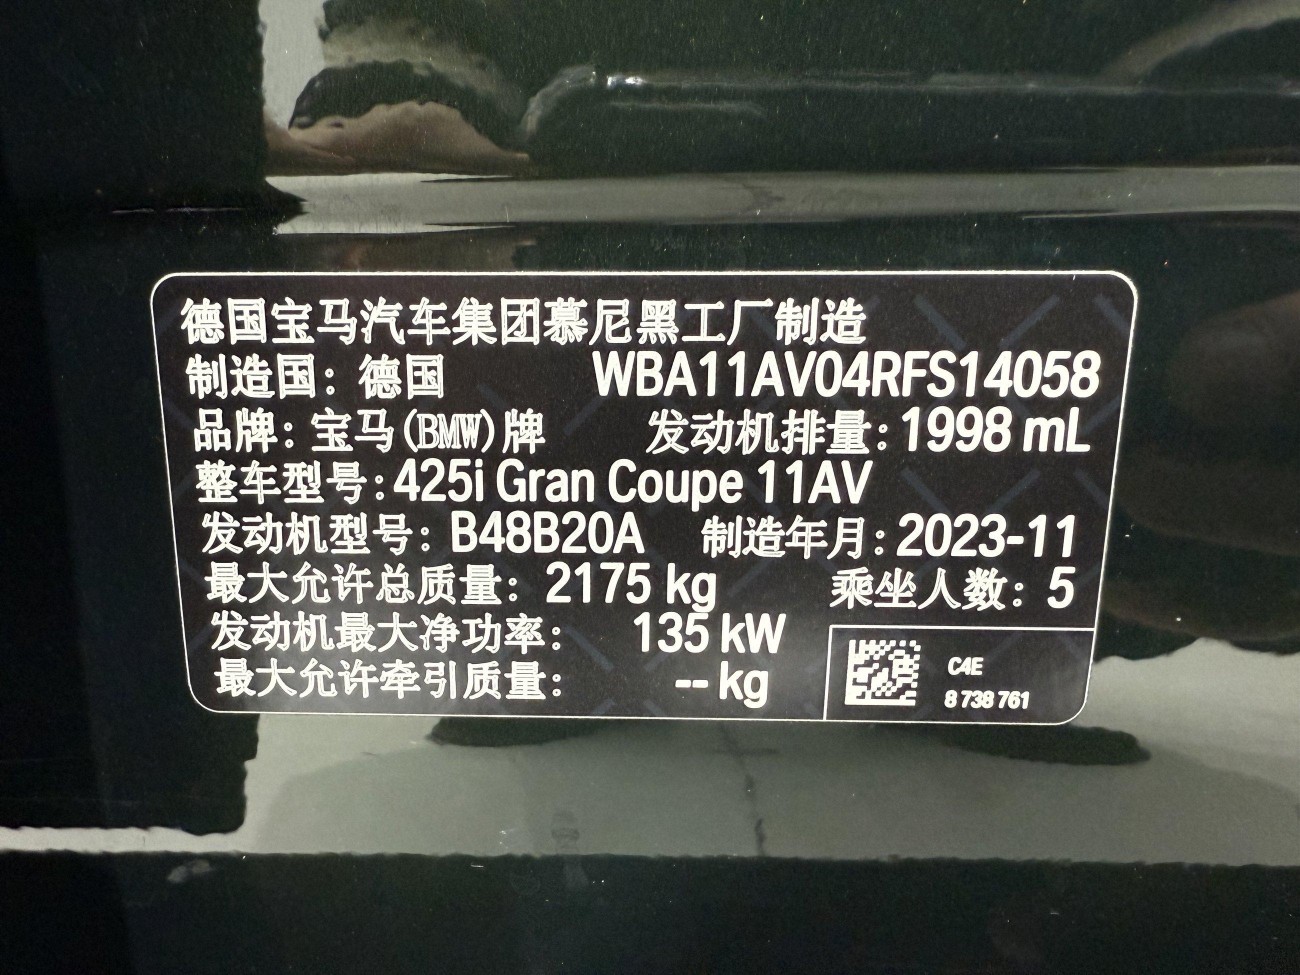 德国宝马汽车集团慕尼黑工厂制造
制造国：德国 WBA11AV04RFS14058
品牌：宝马(BMW)牌 发动机排量：1998 mL
整车型号：425i Gran Coupe 11AV
发动机型号：B48B20A 制造年月：2023-11
最大允许总质量：2175 kg 乘坐人数：5
发动机最大净功率： 135 kW
最大允许牵引质量： -- kg
C4E
8 738 761